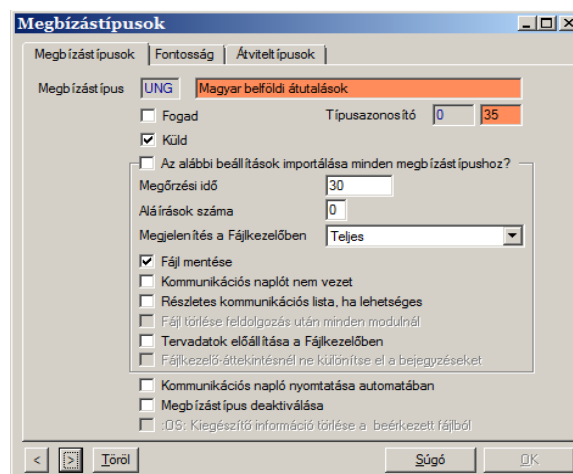 Megbízástípusok
Megbízástípusok Fontosság Átviteltípusok
Megbízástípus UNG Magyar belföldi átutalások
Fogad Típusazonosító 0 35
Küld
Az alábbi beállítások importálása minden megbízástípushoz?
Megőrzési idő 30
Aláírások száma 0
Megjelenítés a Fájlkezelőben Teljes
Fájl mentése
Kommunikációs naplót nem vezet
Részletes kommunikációs lista, ha lehetséges
Fájl törlése feldolgozás után minden modulnál
Tervadatok előállítása a Fájlkezelőben
Fájlkezelő-áttekintésnél ne különítse el a bejegyzéseket
Kommunikációs napló nyomtatása automatában
Megbízástípus deaktiválása
:OS: Kiegészítő információ törlése a beérkezett fájlból
< > Töröl Súgó OK